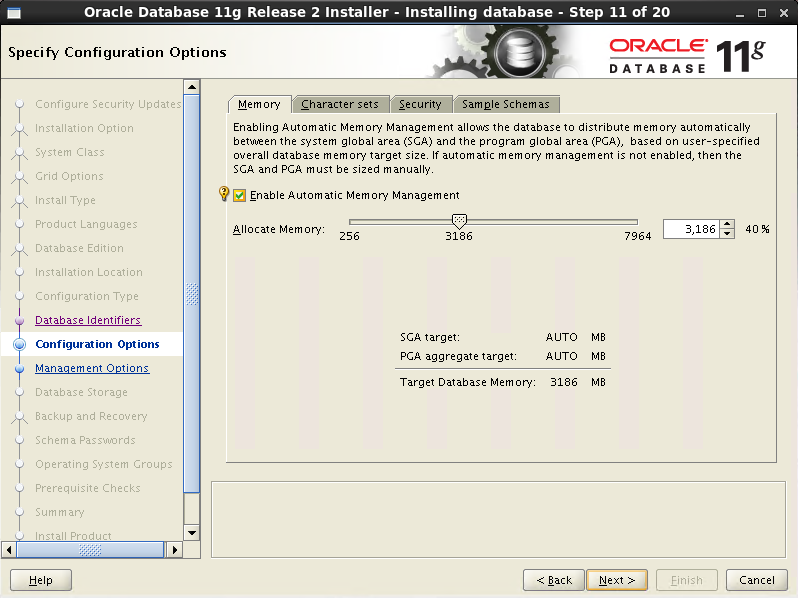 Oracle Database 11g Release 2 Installer - Installing database - Step 11 of 20
Specify Configuration Options
ORACLE®
DATABASE
11g
Configure Security Updates
Installation Option
System Class
Grid Options
Install Type
Product Languages
Database Edition
Installation Location
Configuration Type
Database Identifiers
Configuration Options
Management Options
Database Storage
Backup and Recovery
Schema Passwords
Operating System Groups
Prerequisite Checks
Summary
Install Product
Memory Character sets Security Sample Schemas
Enabling Automatic Memory Management allows the database to distribute memory automatically
between the system global area (SGA) and the program global area (PGA), based on user-specified
overall database memory target size. If automatic memory management is not enabled, then the
SGA and PGA must be sized manually.
Enable Automatic Memory Management
Allocate Memory: 3,186 40 %
256 3186 7964
SGA target: AUTO MB
PGA aggregate target: AUTO MB
Target Database Memory: 3186 MB
Help < Back Next > Finish Cancel